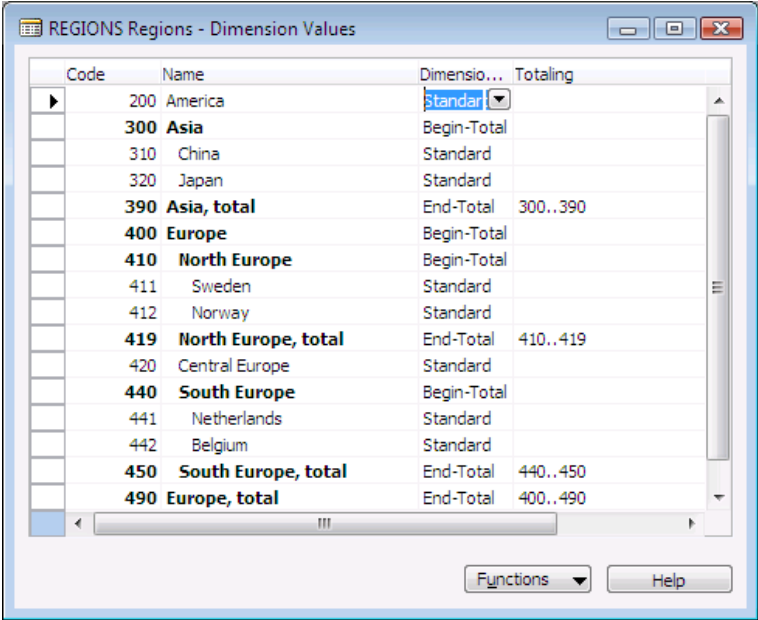 REGIONS Regions - Dimension Values
Code Name Dimensio... Totaling
200 America Standar
300 Asia Begin-Total
310 China Standard
320 Japan Standard
390 Asia, total End-Total 300..390
400 Europe Begin-Total
410 North Europe Begin-Total
411 Sweden Standard
412 Norway Standard
419 North Europe, total End-Total 410..419
420 Central Europe Standard
440 South Europe Begin-Total
441 Netherlands Standard
442 Belgium Standard
450 South Europe, total End-Total 440..450
490 Europe, total End-Total 400..490
Functions Help